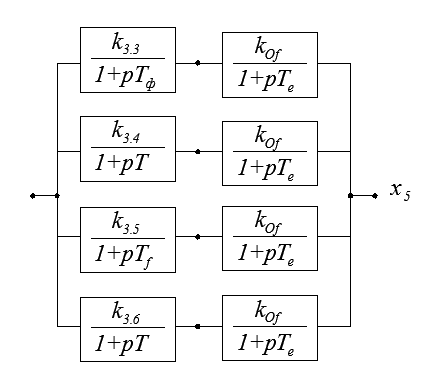 k3.3
1+pTф
kOf
1+pTe
k3.4
1+pT
kOf
1+pTe
x5
k3.5
1+pTf
kOf
1+pTe
k3.6
1+pT
kOf
1+pTe